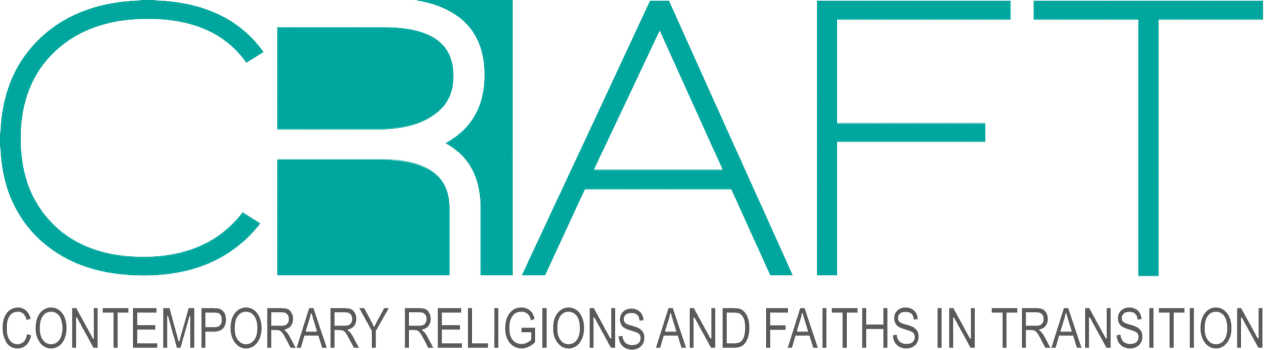 CRAFT
CONTEMPORARY RELIGIONS AND FAITHS IN TRANSITION